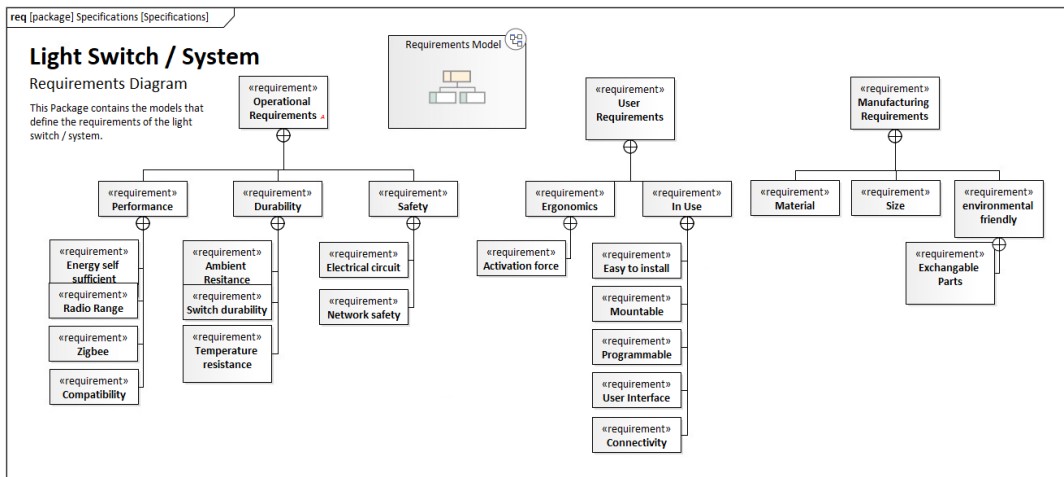 req [package] Specifications [Specifications]
Light Switch / System
Requirements Diagram
This Package contains the models that
define the requirements of the light
switch / system.
Requirements Model
«requirement»
Operational
Requirements
«requirement»
User
Requirements
«requirement»
Manufacturing
Requirements
«requirement»
Performance
«requirement»
Durability
«requirement»
Safety
«requirement»
Ergonomics
«requirement»
In Use
«requirement»
Material
«requirement»
Size
«requirement»
environmental
friendly
«requirement»
Energy self
sufficient
«requirement»
Radio Range
«requirement»
Zigbee
«requirement»
Compatibility
«requirement»
Ambient
Resitance
«requirement»
Switch durability
«requirement»
Temperature
resistance
«requirement»
Electrical circuit
«requirement»
Network safety
«requirement»
Activation force
«requirement»
Easy to install
«requirement»
Mountable
«requirement»
Programmable
«requirement»
User Interface
«requirement»
Connectivity
«requirement»
Exchangable
Parts